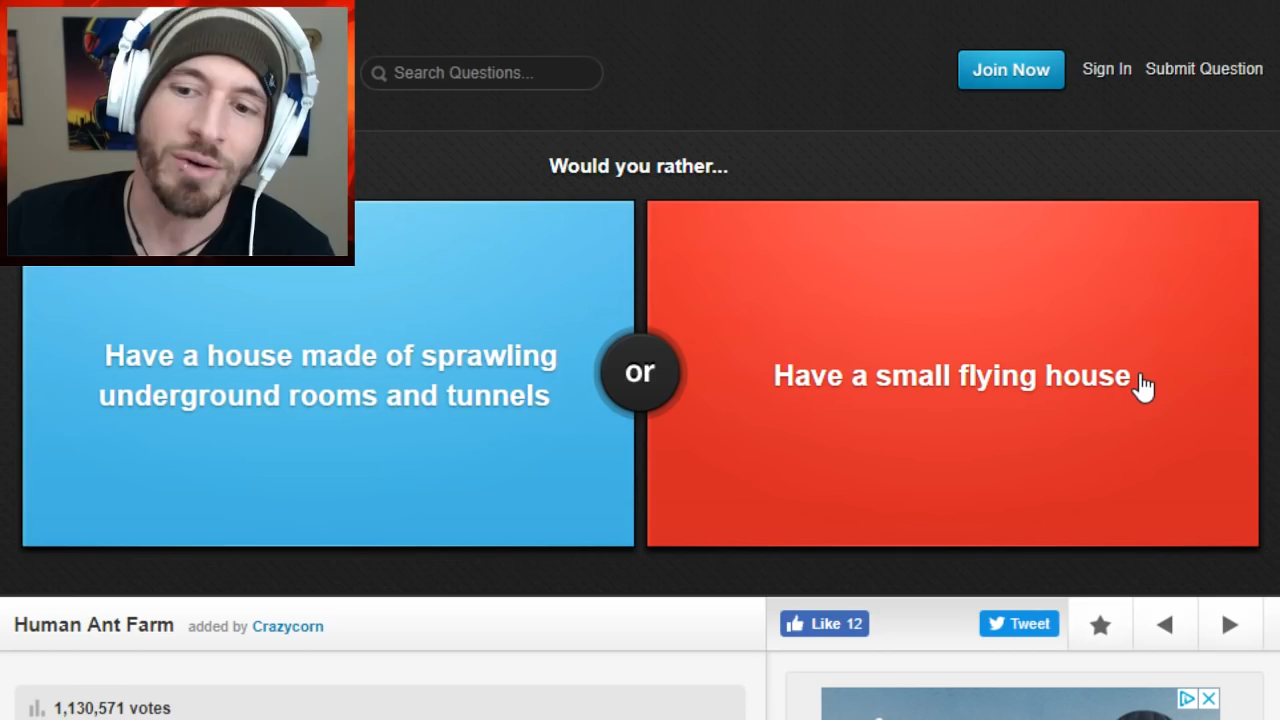 Search Questions...
Join Now
Sign In
Submit Question
Would you rather...
Have a house made of sprawling
underground rooms and tunnels
or
Have a small flying house
Human Ant Farm added by Crazycorn
Like 12
Tweet
1,130,571 votes